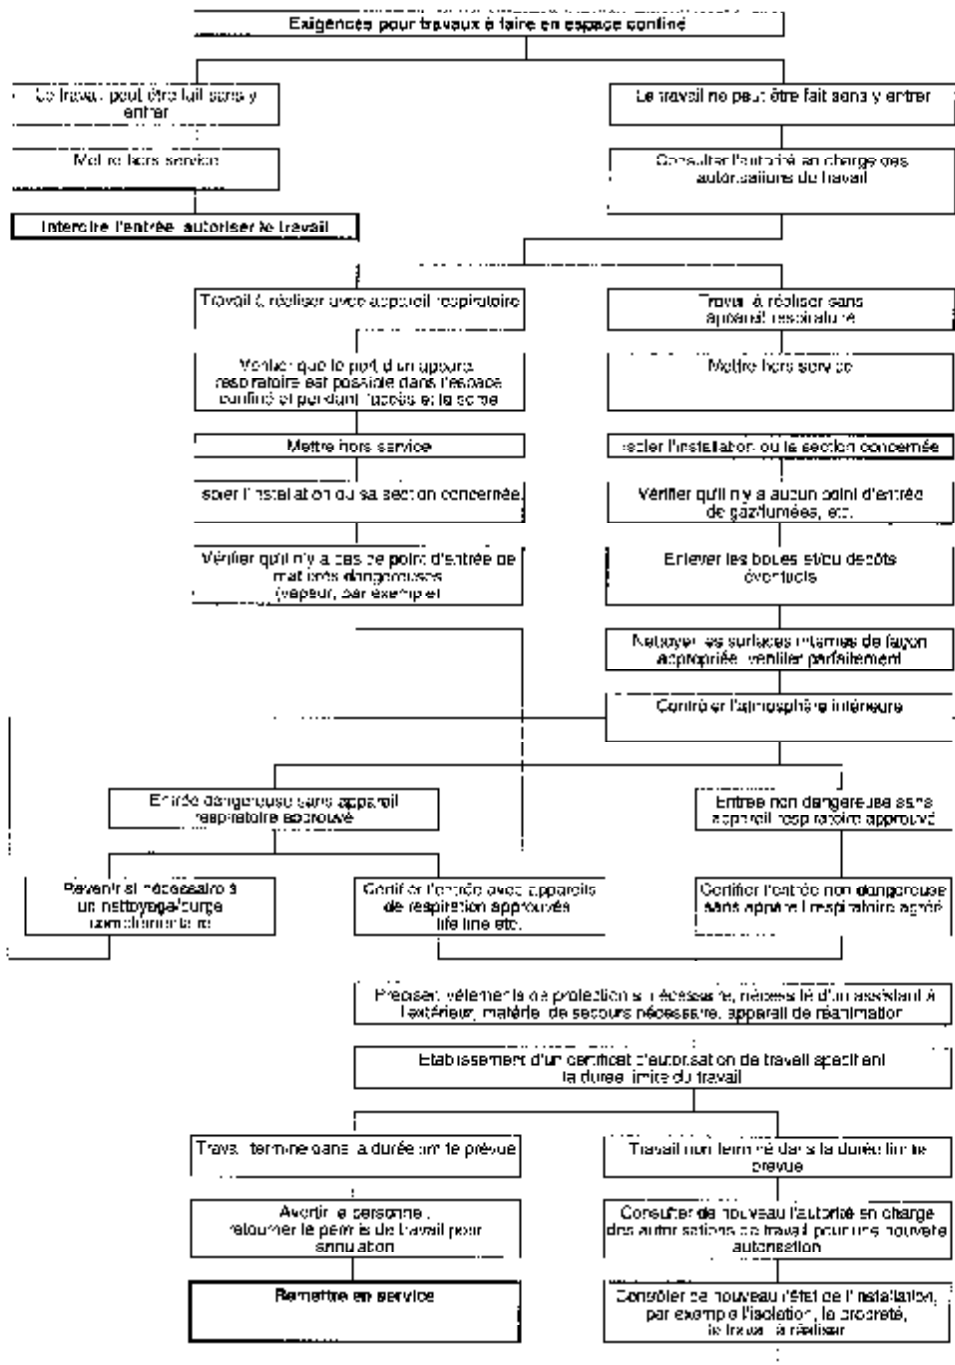 Exigences pour travaux à faire en espace confiné
Le travail peut être fait sans y
entrer
Le travail ne peut être fait sans y entrer
Mettre hors service
Consulter l'autorité en charge des
autorisations de travail
Interdire l'entrée, autoriser le travail
Travail à réaliser avec appareil respiratoire
Travail à réaliser sans
appareil respiratoire
Vérifier que le port d'un appareil
respiratoire est possible dans l'espace
confiné et pendant l'accès et la sortie
Mettre hors service
Mettre hors service
Isoler l'installation ou la section concernée
Isoler l'installation ou sa section concernée.
Vérifier qu'il n'y a aucun point d'entrée
de gaz/fumées, etc.
Vérifier qu'il n'y a pas de point d'entrée de
matières dangereuses
(vapeur, par exemple)
Enlever les boues et/ou dépôts
éventuels
Nettoyer les surfaces internes de façon
appropriée, ventiler parfaitement
Contrôler l'atmosphère intérieure
Entrée dangereuse sans appareil
respiratoire approuvé
Entrée non dangereuse sans
appareil respiratoire approuvé
Revenir si nécessaire à
un nettoyage/purge
complémentaire
Certifier l'entrée avec appareils
de respiration approuvés
life line etc.
Certifier l'entrée non dangereuse
sans appareil respiratoire agréé
Préciser, vêtements de protection si nécessaire, nécessité d'un assistant à
l'extérieur, matériel de secours nécessaire, appareil de réanimation
Etablissement d'un certificat d'autorisation de travail spécifiant
la durée limite du travail
Travail terminé dans la durée limite prévue
Travail non terminé dans la durée limite
prévue
Avertir le personnel,
retourner le permis de travail pour
annulation
Consulter de nouveau l'autorité en charge
des autorisations de travail pour une nouvelle
autorisation
Remettre en service
Contrôler de nouveau l'état de l'installation,
par exemple l'isolation, la propreté,
le travail à réaliser